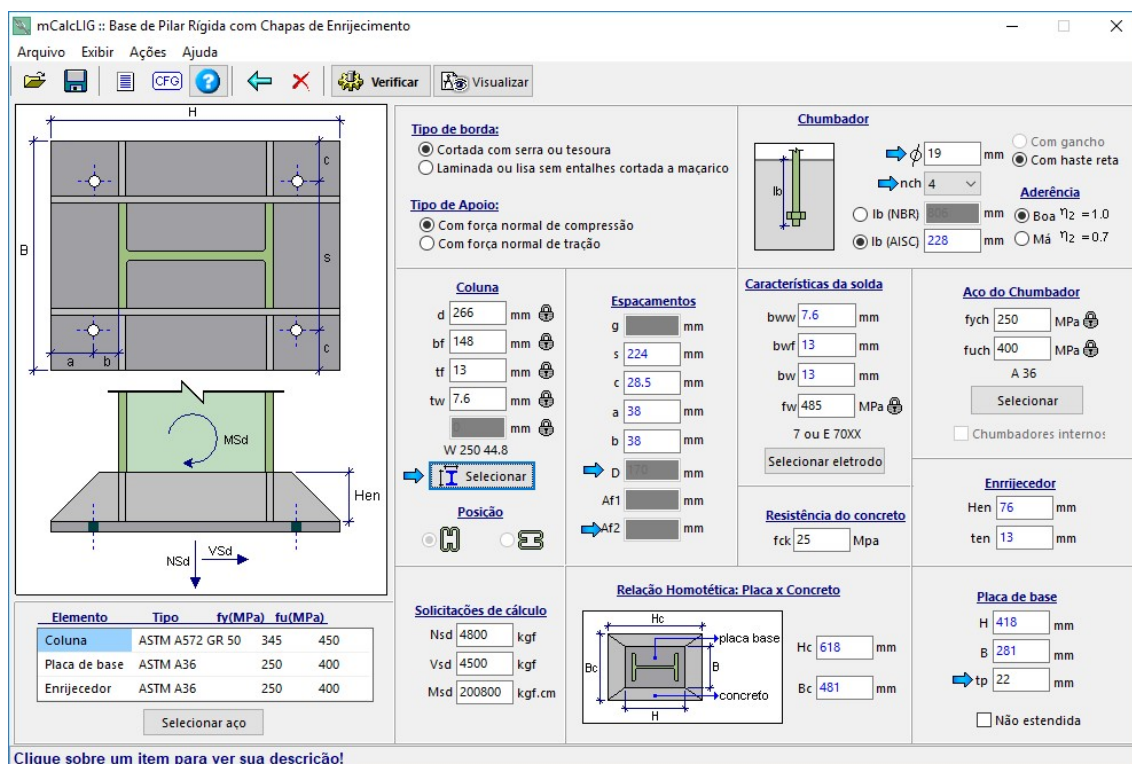 mCalcLIG :: Base de Pilar Rígida com Chapas de Enrijecimento
Arquivo Exibir Ações Ajuda
CFG Verificar Visualizar
H
B
c
s
c
a b
MSd
Hen
VSd
NSd
Elemento Tipo fy(MPa) fu(MPa)
Coluna ASTM A572 GR 50 345 450
Placa de base ASTM A36 250 400
Enrijecedor ASTM A36 250 400
Selecionar aço
Tipo de borda:
Cortada com serra ou tesoura
Laminada ou lisa sem entalhes cortada a maçarico
Tipo de Apoio:
Com força normal de compressão
Com força normal de tração
Chumbador
lb
ϕ 19 mm
nch 4
Com gancho
Com haste reta
lb (NBR) 806 mm
lb (AISC) 228 mm
Aderência
Boa η2 =1.0
Má η2 =0.7
Coluna
d 266 mm
bf 148 mm
tf 13 mm
tw 7.6 mm
0 mm
W 250 44.8
Selecionar
Posição
Espaçamentos
g mm
s 224 mm
c 28.5 mm
a 38 mm
b 38 mm
D 170 mm
Af1 mm
Af2 mm
Características da solda
bww 7.6 mm
bwf 13 mm
bw 13 mm
fw 485 MPa
7 ou E 70XX
Selecionar eletrodo
Resistência do concreto
fck 25 Mpa
Aco do Chumbador
fych 250 MPa
fuch 400 MPa
A 36
Selecionar
Chumbadores internos
Enrrijecedor
Hen 76 mm
ten 13 mm
Solicitações de cálculo
Nsd 4800 kgf
Vsd 4500 kgf
Msd 200800 kgf.cm
Relação Homotética: Placa x Concreto
Hc
placa base
Bc
B
concreto
H
Hc 618 mm
Bc 481 mm
Placa de base
H 418 mm
B 281 mm
tp 22 mm
Não estendida
Clique sobre um item para ver sua descrição!